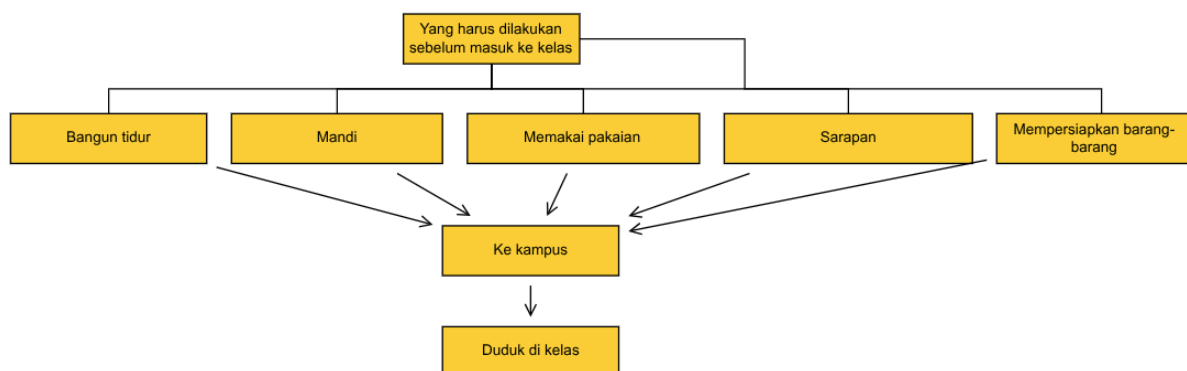 Yang harus dilakukan
sebelum masuk ke kelas
Bangun tidur
Mandi
Memakai pakaian
Sarapan
Mempersiapkan barang-
barang
Ke kampus
Duduk di kelas